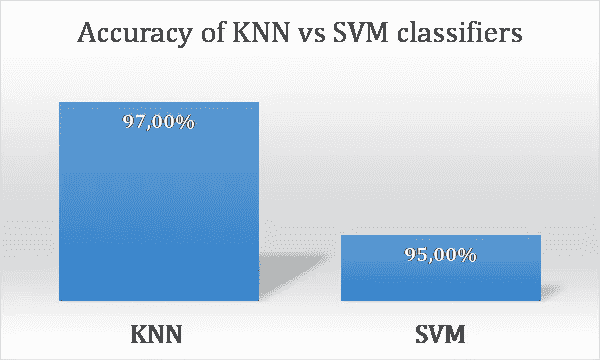 Accuracy of KNN vs SVM classifiers
97,00%
95,00%
KNN
SVM